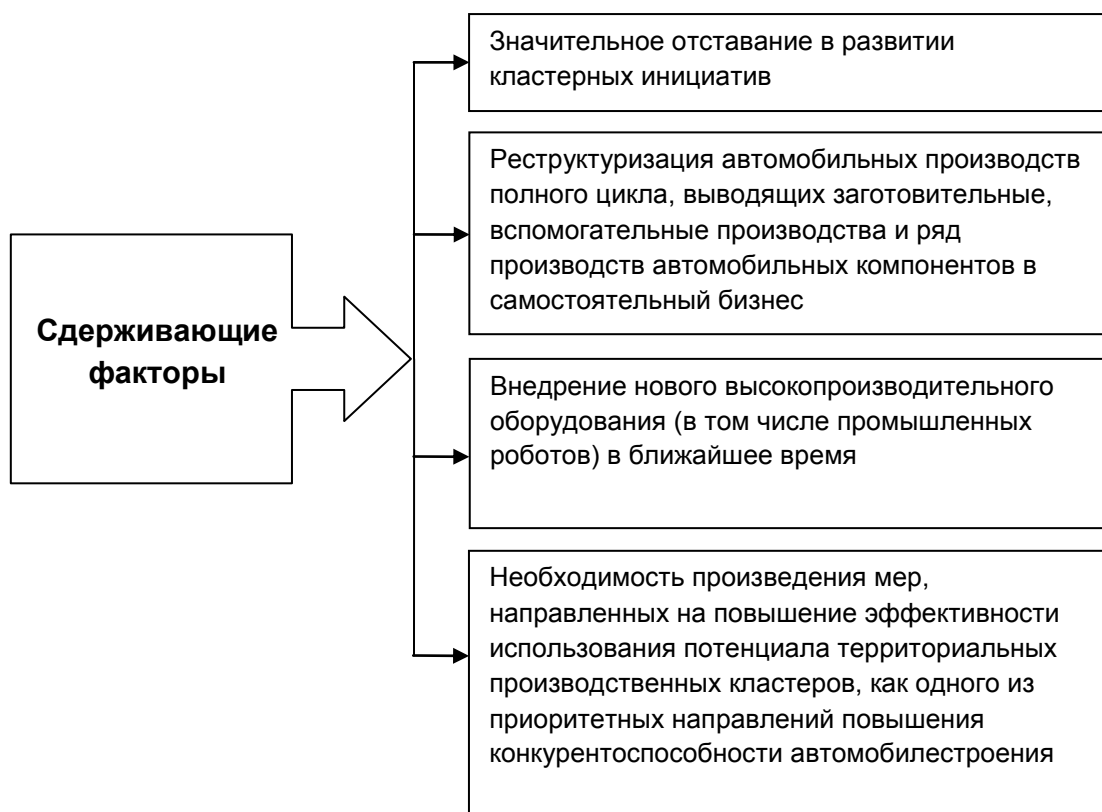 Значительное отставание в развитии
кластерных инициатив
Реструктуризация автомобильных производств
полного цикла, выводящих заготовительные,
вспомогательные производства и ряд
производств автомобильных компонентов в
самостоятельный бизнес
Сдерживающие
факторы
Внедрение нового высокопроизводительного
оборудования (в том числе промышленных
роботов) в ближайшее время
Необходимость произведения мер,
направленных на повышение эффективности
использования потенциала территориальных
производственных кластеров, как одного из
приоритетных направлений повышения
конкурентоспособности автомобилестроения